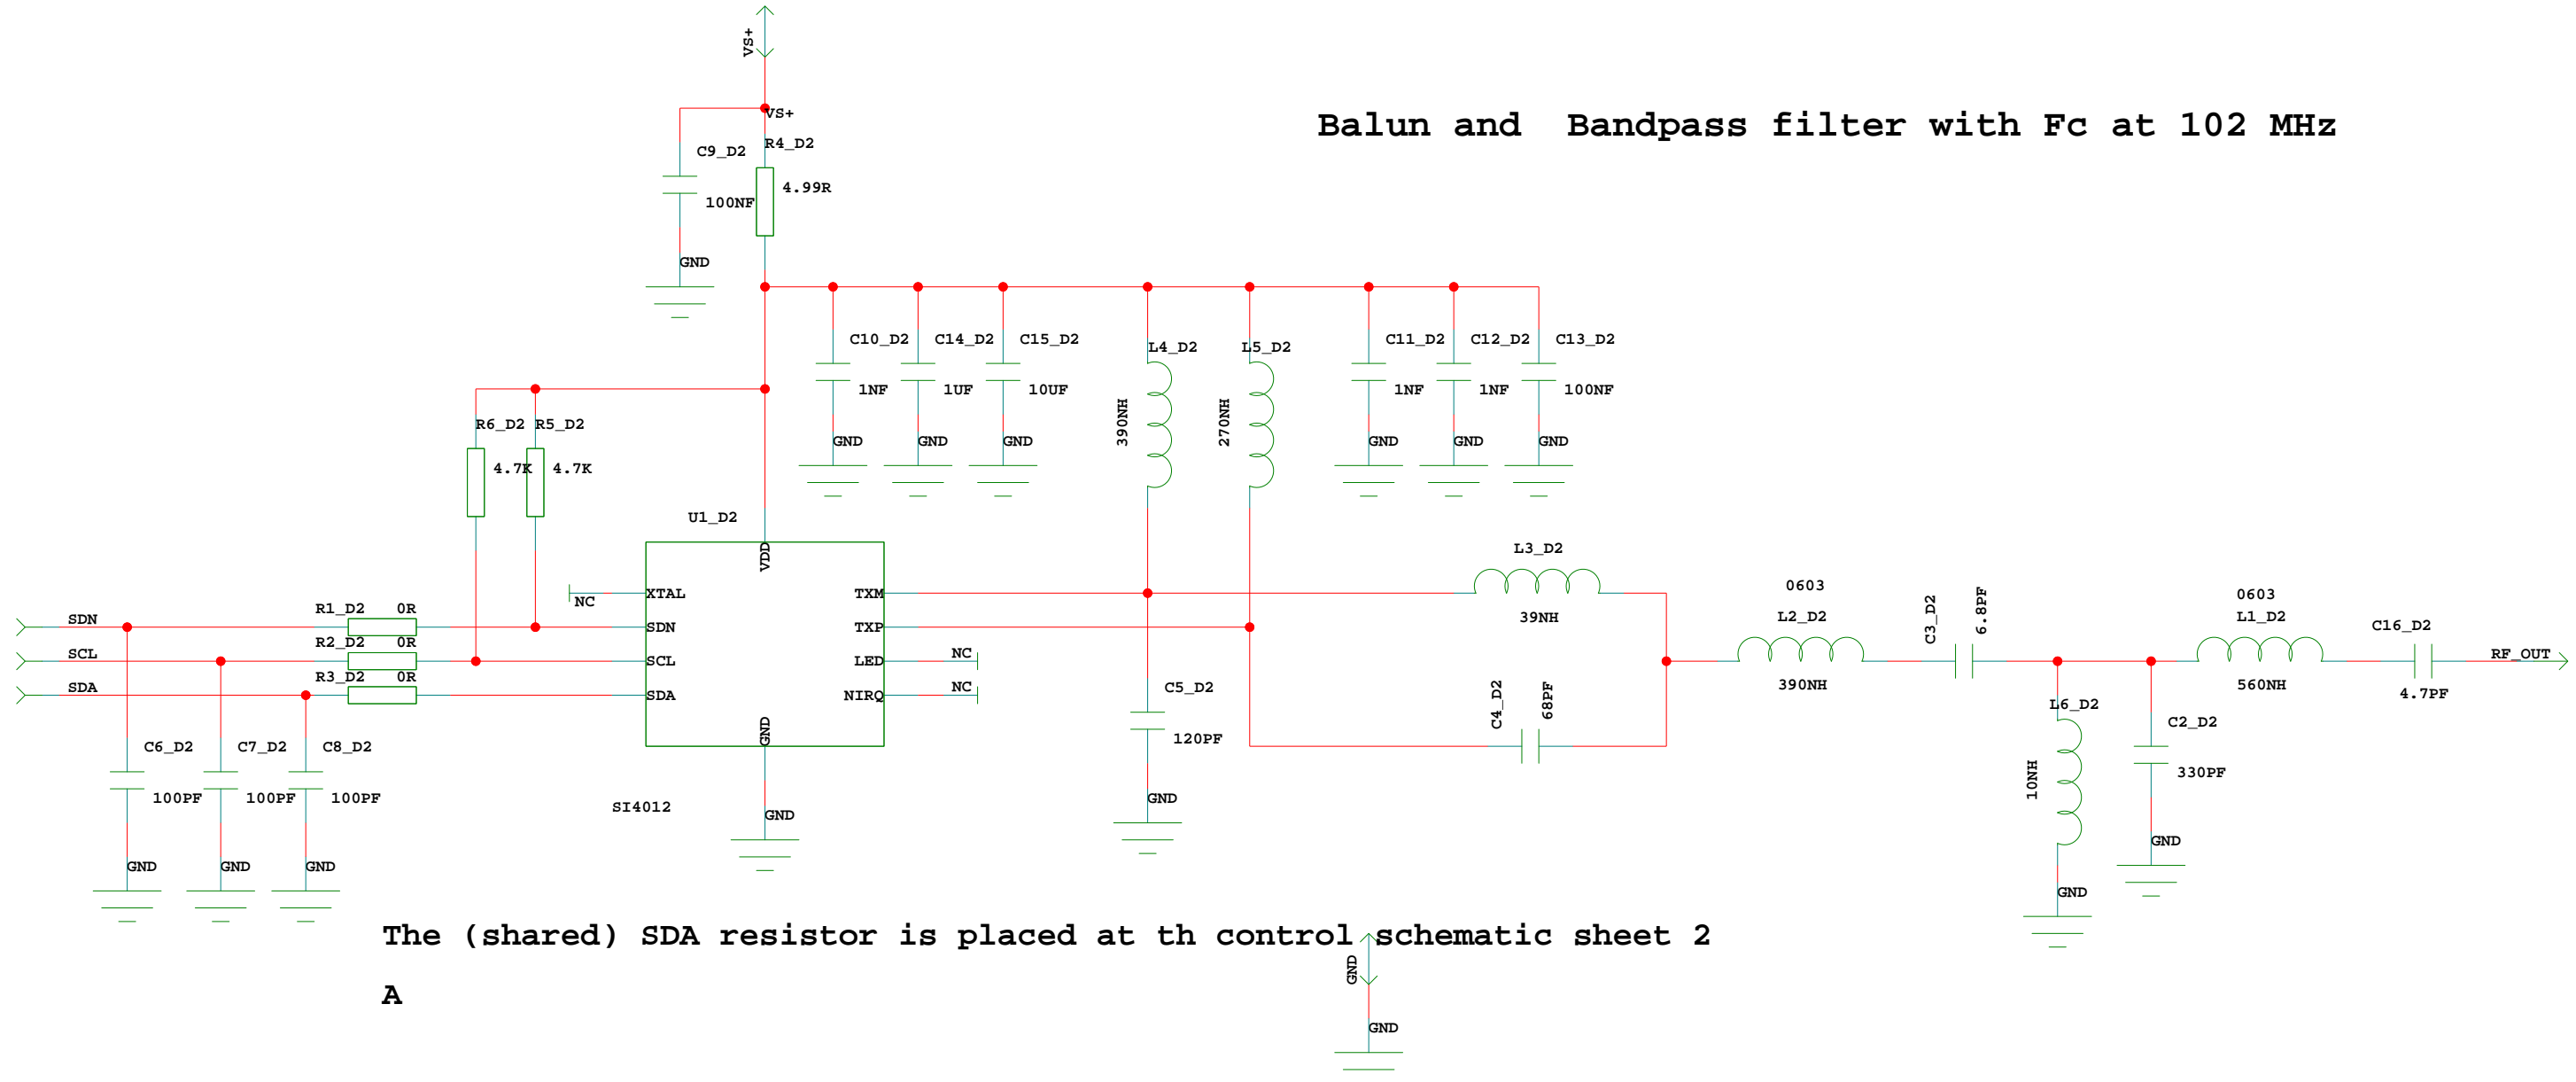 VS+
VS+
Balun and  Bandpass filter with Fc at 102 MHz
R4_D2
C9_D2
4.99R
100NF
GND
C10_D2
C14_D2
C15_D2
L4_D2
L5_D2
C11_D2
C12_D2
C13_D2
1NF
1UF
10UF
390NH
270NH
1NF
1NF
100NF
R6_D2
R5_D2
GND
GND
GND
GND
GND
GND
4.7K
4.7K
U1_D2
VDD
L3_D2
XTAL
TXM
NC
0603
0603
SDN
R1_D2
0R
SDN
TXP
39NH
L2_D2
C3_D2
6.8PF
L1_D2
C16_D2
SCL
R2_D2
0R
SCL
LED
NC
RF_OUT
SDA
R3_D2
0R
SDA
NIRQ
NC
C5_D2
C4_D2
68PF
390NH
560NH
4.7PF
L6_D2
C2_D2
GND
120PF
C6_D2
C7_D2
C8_D2
10NH
330PF
100PF
100PF
100PF
SI4012
GND
GND
GND
GND
GND
GND
GND
GND
The (shared) SDA resistor is placed at th control schematic sheet 2
A
GND
GND